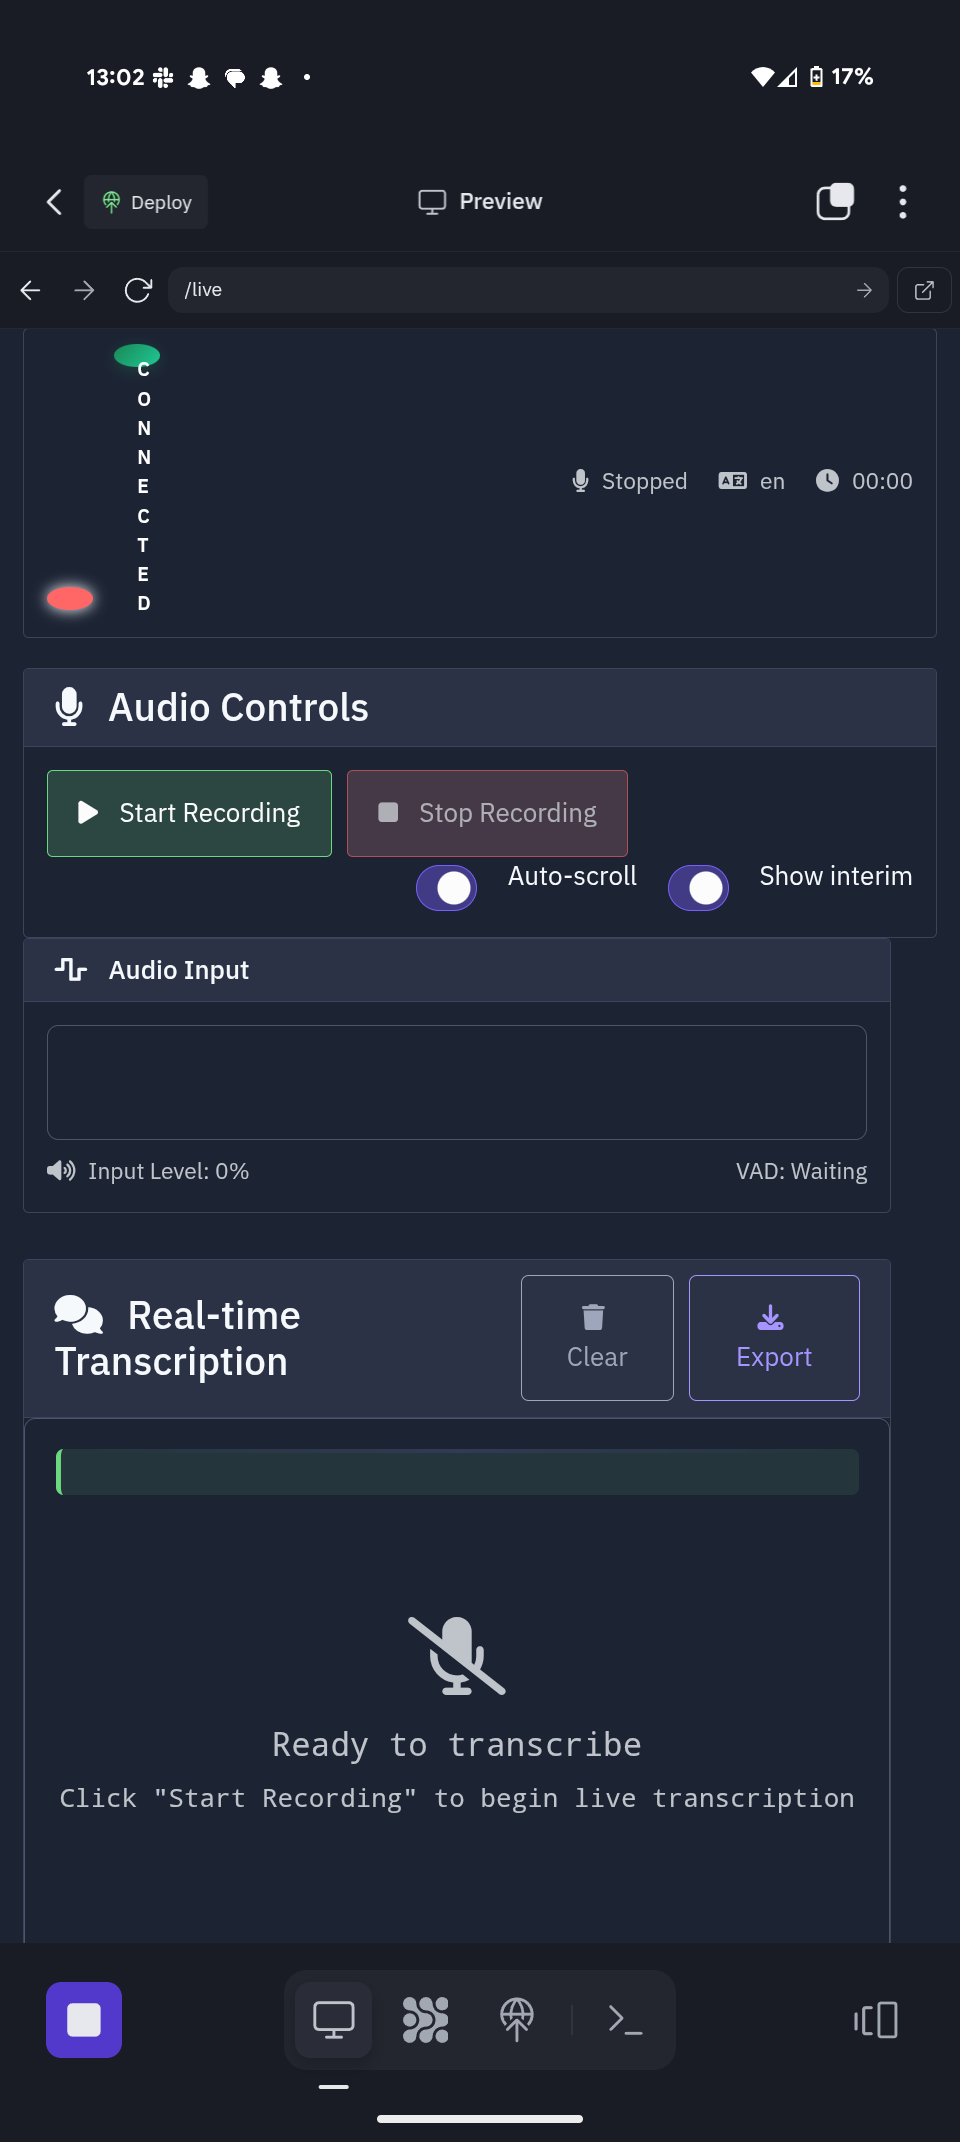 13:02
17%
Deploy
Preview
/live
C
O
N
N
E
C
T
E
D
Stopped
en
00:00
Audio Controls
Start Recording
Stop Recording
Auto-scroll
Show interim
Audio Input
Input Level: 0%
VAD: Waiting
Real-time
Transcription
Clear
Export
Ready to transcribe
Click "Start Recording" to begin live transcription